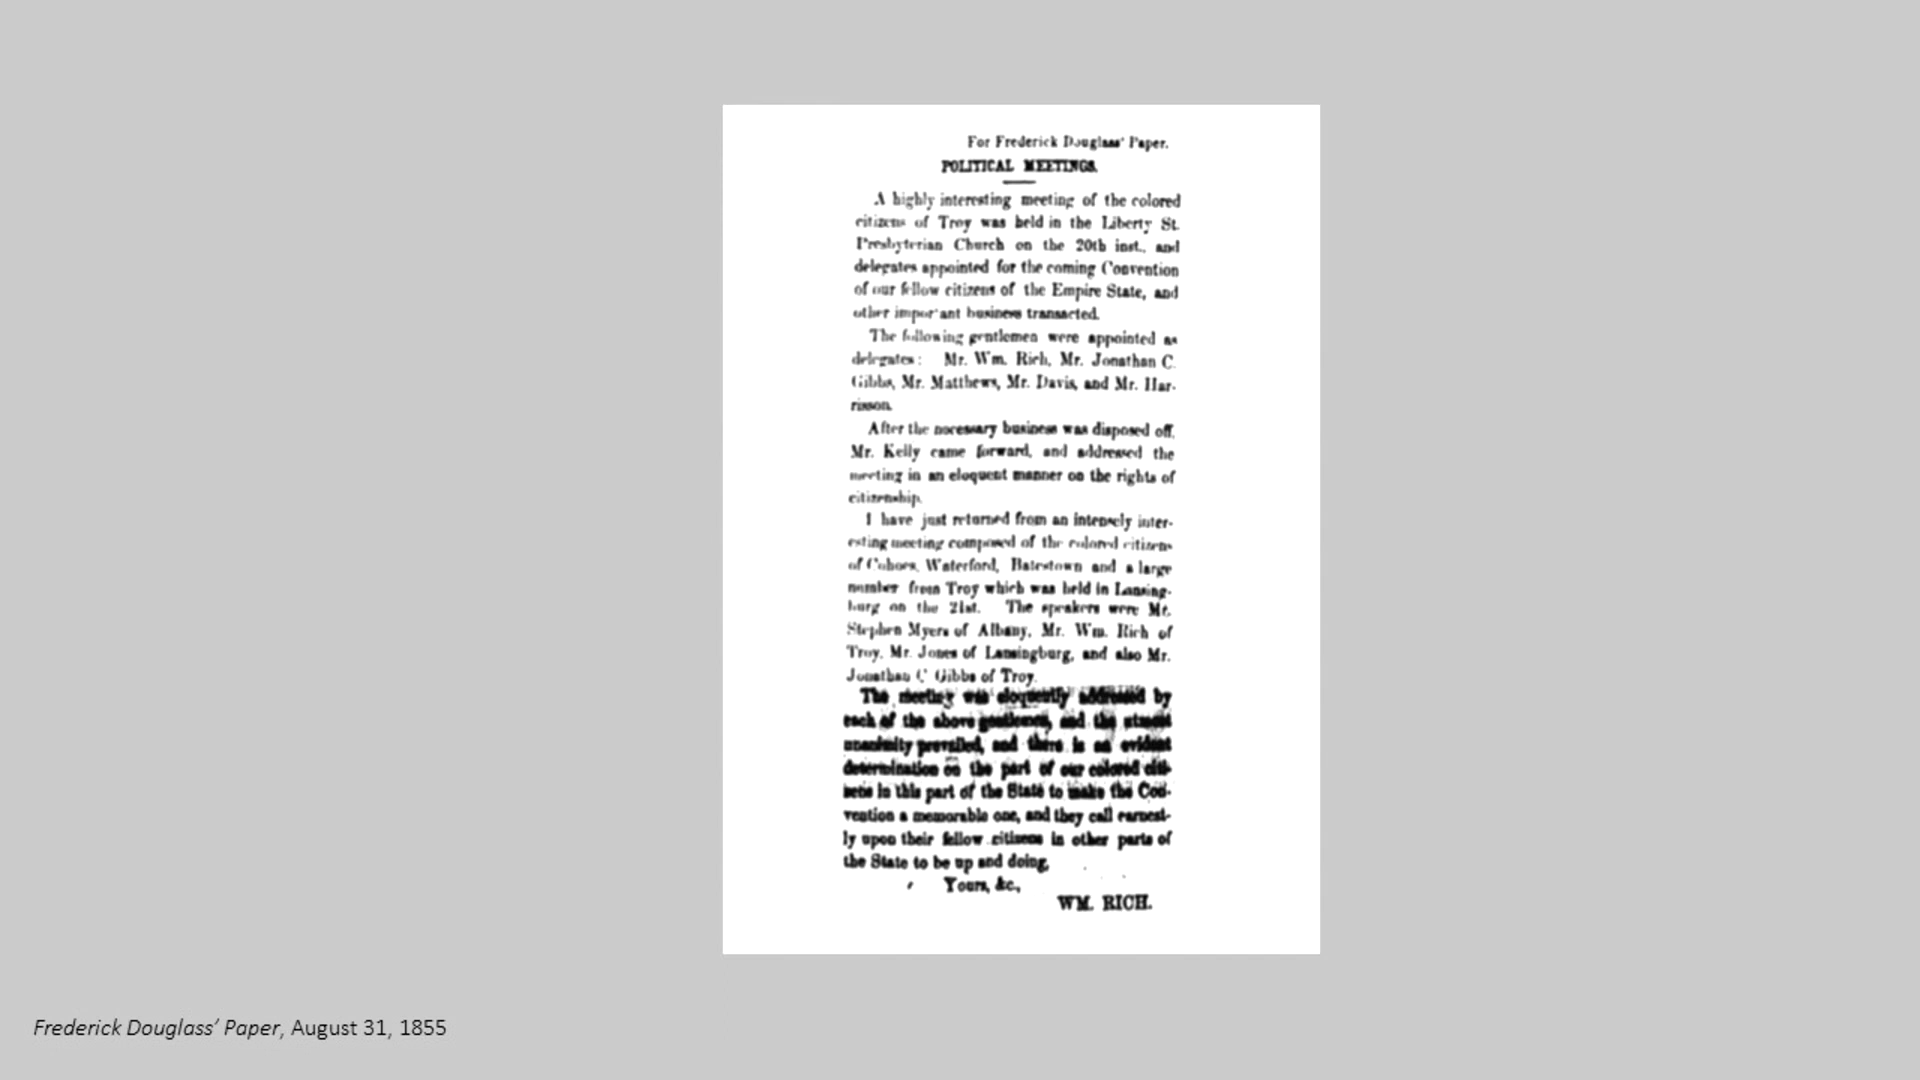 For Frederick Douglass' Paper.
POLITICAL MEETINGS.
A highly interesting meeting of the colored
citizens of Troy was held in the Liberty St.
Presbyterian Church on the 20th inst., and
delegates appointed for the coming Convention
of our fellow citizens of the Empire State, and
other important business transacted.
The following gentlemen were appointed as
delegates: Mr. Wm. Rich, Mr. Jonathan C.
Gibbs, Mr. Matthews, Mr. Davis, and Mr. Har-
risson.
After the necessary business was disposed off,
Mr. Kelly came forward, and addressed the
meeting in an eloquent manner on the rights of
citizenship.
I have just returned from an intensely inter-
esting meeting composed of the colored citizens
of Cohoes, Waterford, Batestown and a large
number from Troy which was held in Lansing-
burg on the 21st. The speakers were Mr.
Stephen Myers of Albany, Mr. Wm. Rich of
Troy, Mr. Jones of Lansingburg, and also Mr.
Jonathan C Gibbs of Troy.
The meeting was eloquently addressed by
each of the above gentlemen, and the utmost
unanimity prevailed, and there is an evident
determination on the part of our colored citi-
zens in this part of the State to make the Con-
vention a memorable one, and they call earnest-
ly upon their fellow citizens in other parts of
the State to be up and doing.
Yours, &c.,
WM. RICH.
Frederick Douglass' Paper, August 31, 1855